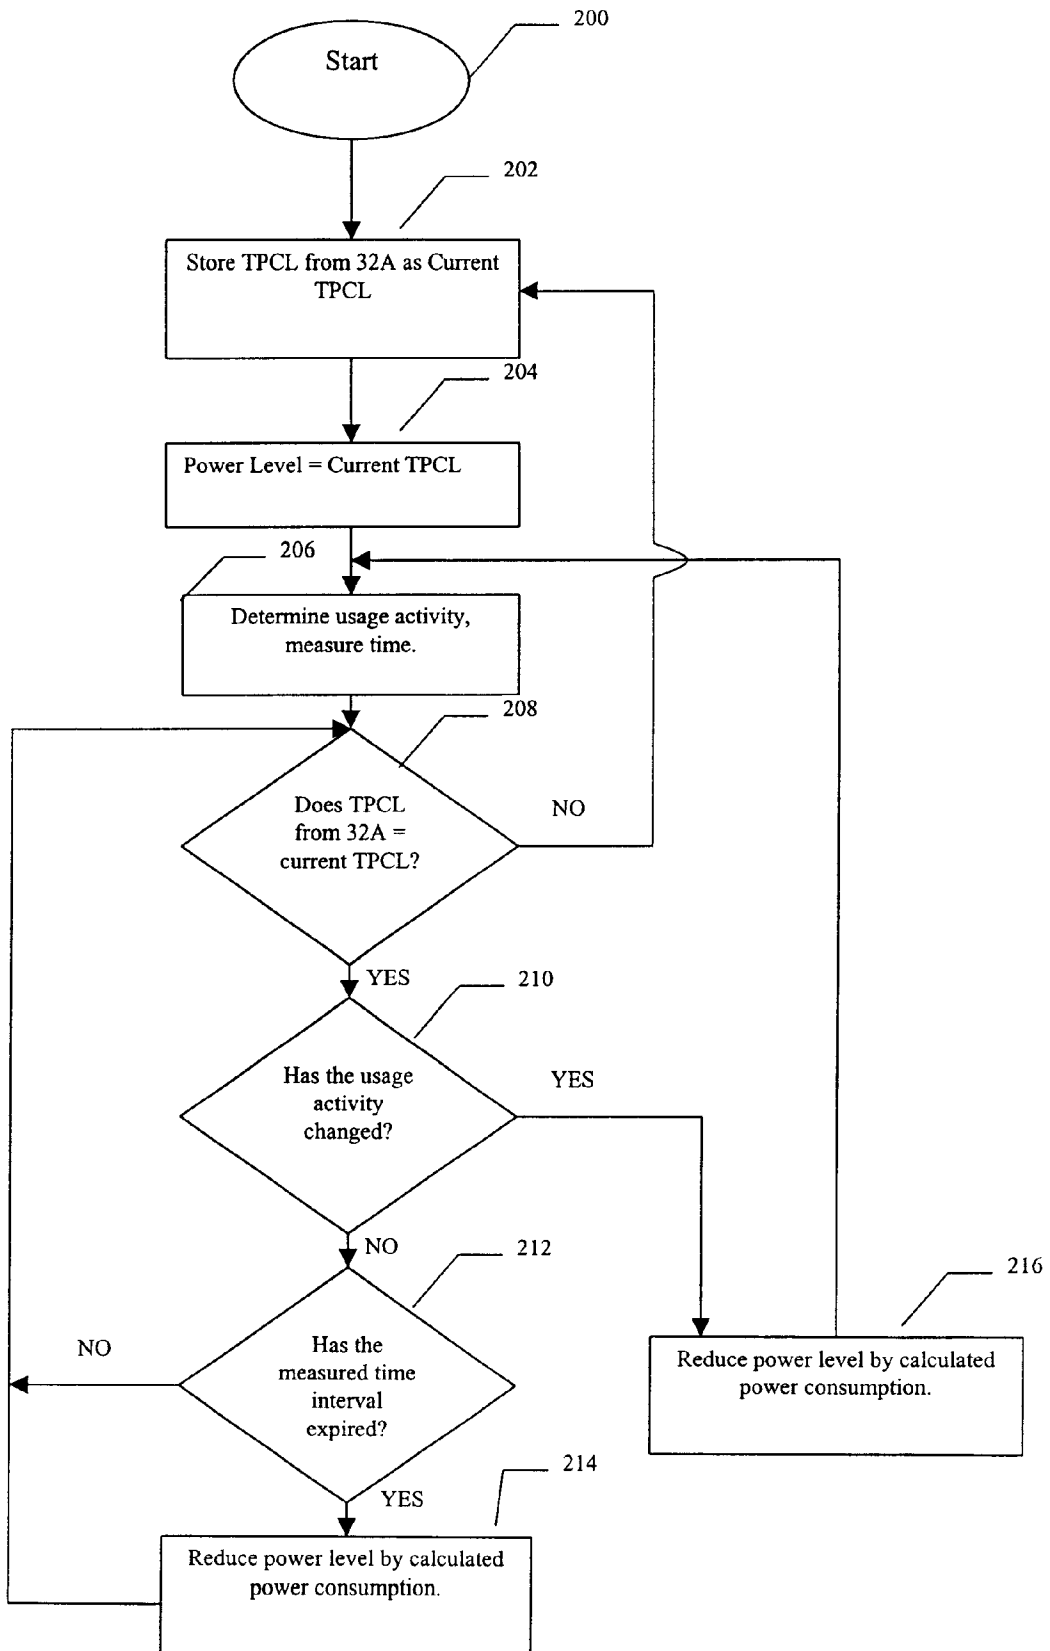 200
Start
202
Store TPCL from 32A as Current
TPCL
204
Power Level = Current TPCL
206
Determine usage activity,
measure time.
208
Does TPCL
from 32A =
current TPCL?
NO
YES
210
Has the usage
activity
changed?
YES
NO
212
Has the
measured time
interval
expired?
NO
216
Reduce power level by calculated
power consumption.
YES
214
Reduce power level by calculated
power consumption.